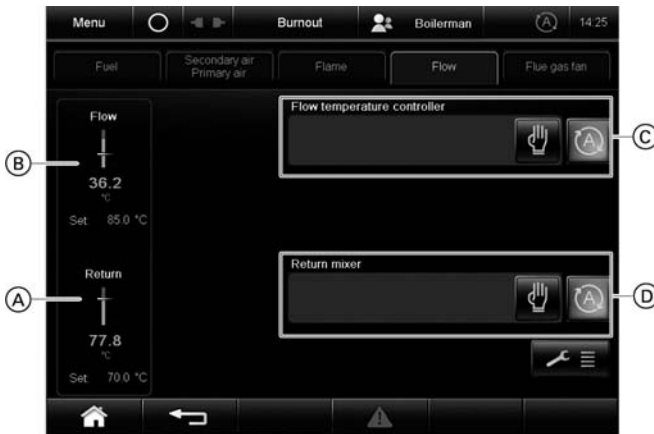 Menu Burnout Boilerman A 14:25
Fuel
Secondary air
Primary air
Flame
Flow
Flue gas fan
Flow
36.2
°C
Set: 85.0 °C
Return
77.8
°C
Set: 70.0 °C
Flow temperature controller
A
Return mixer
A
B
A
C
D